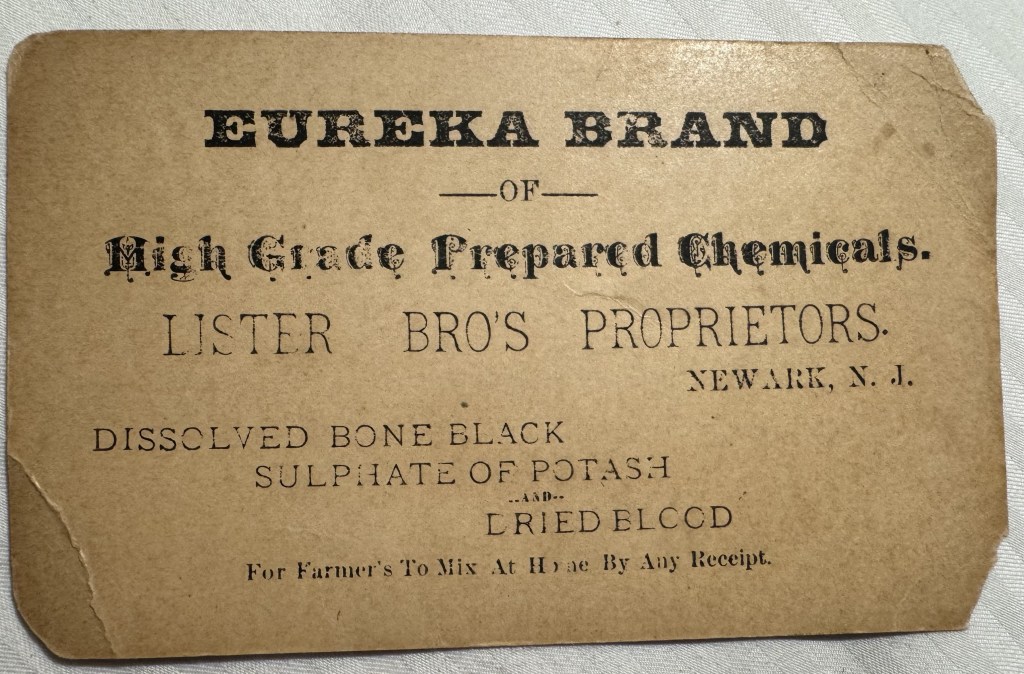 EUREKA BRAND
—OF—
High Grade Prepared Chemicals.
LISTER BRO'S PROPRIETORS.
NEWARK, N. J.
DISSOLVED BONE BLACK
SULPHATE OF POTASH
--AND--
DRIED BLOOD
For Farmer's To Mix At Home By Any Receipt.